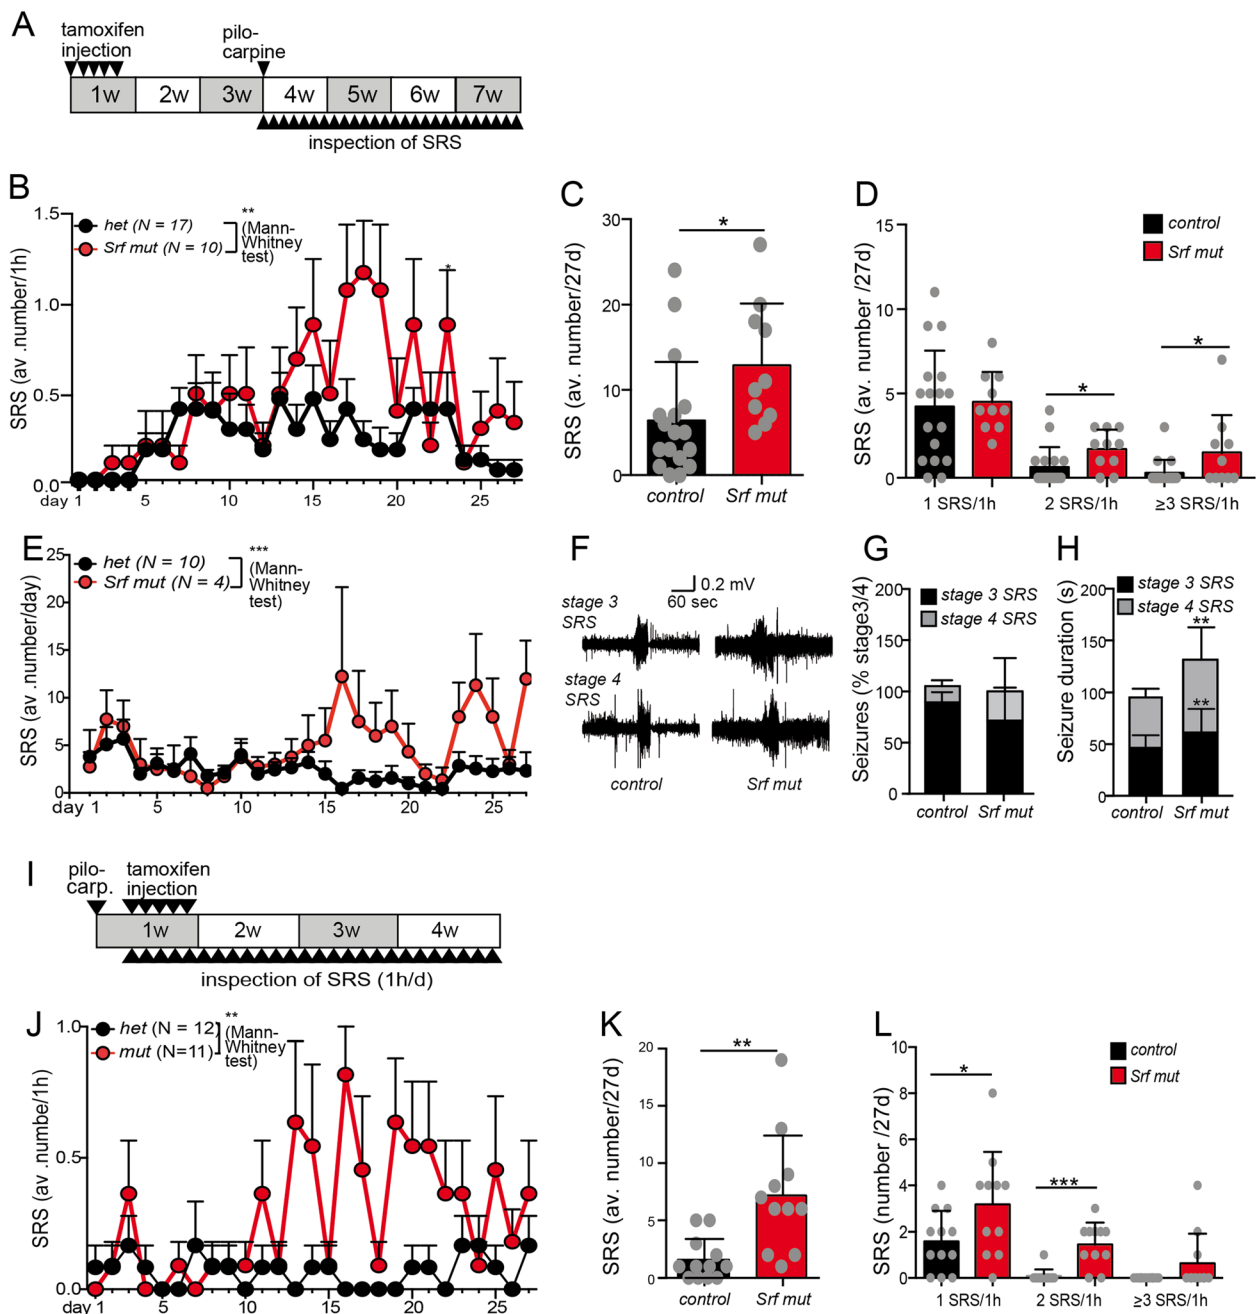 A
tamoxifen
injection
pilo-
carpine
1w 2w 3w 4w 5w 6w 7w
inspection of SRS
B
SRS (av .number/1h)
1.5
1.0
0.5
0.0
het (N = 17)
Srf mut (N = 10)
**
(Mann-
Whitney
test)
*
day 1 5 10 15 20 25
C
SRS (av. number/27d)
30
20
10
0
*
control Srf mut
D
SRS (av. number /27d)
15
10
5
0
control
Srf mut
*
*
1 SRS/1h 2 SRS/1h ≥3 SRS/1h
E
SRS (av .number/day)
25
20
15
10
5
0
het (N = 10)
Srf mut (N = 4)
***
(Mann-
Whitney
test)
day 1 5 10 15 20 25
F
0.2 mV
60 sec
stage 3
SRS
stage 4
SRS
control Srf mut
G
Seizures (% stage3/4)
200
150
100
50
0
stage 3 SRS
stage 4 SRS
control Srf mut
H
Seizure duration (s)
200
150
100
50
0
stage 3 SRS
stage 4 SRS
**
**
control Srf mut
I
pilo-
carp.
tamoxifen
injection
1w 2w 3w 4w
inspection of SRS (1h/d)
J
SRS (av .numbe/1h)
1.0
0.5
0.0
het (N = 12)
mut (N=11)
**
(Mann-
Whitney
test)
day 1 5 10 15 20 25
K
SRS (av. number/27d)
20
15
10
5
0
**
control Srf mut
L
SRS (number /27d)
10
8
6
4
2
0
control
Srf mut
*
***
1 SRS/1h 2 SRS/1h ≥3 SRS/1h